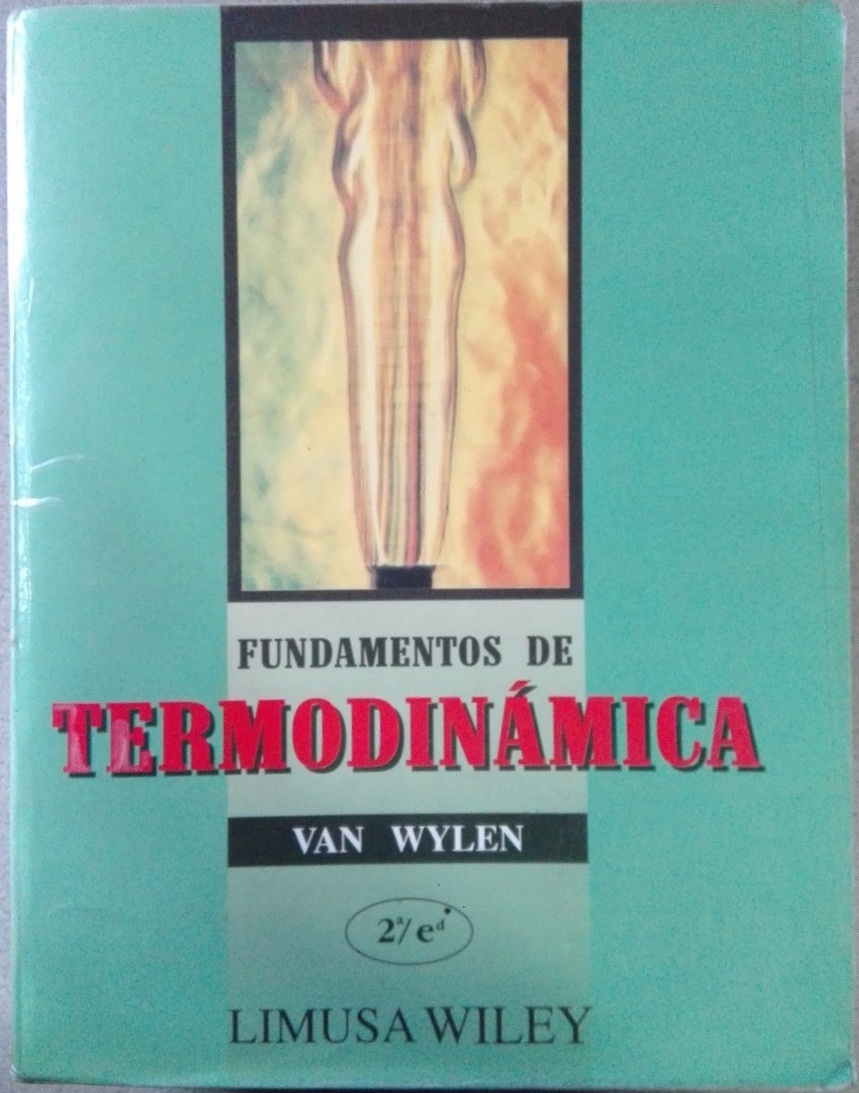 FUNDAMENTOS DE
TERMODINÁMICA
VAN WYLEN
2ª/ed
LIMUSA WILEY